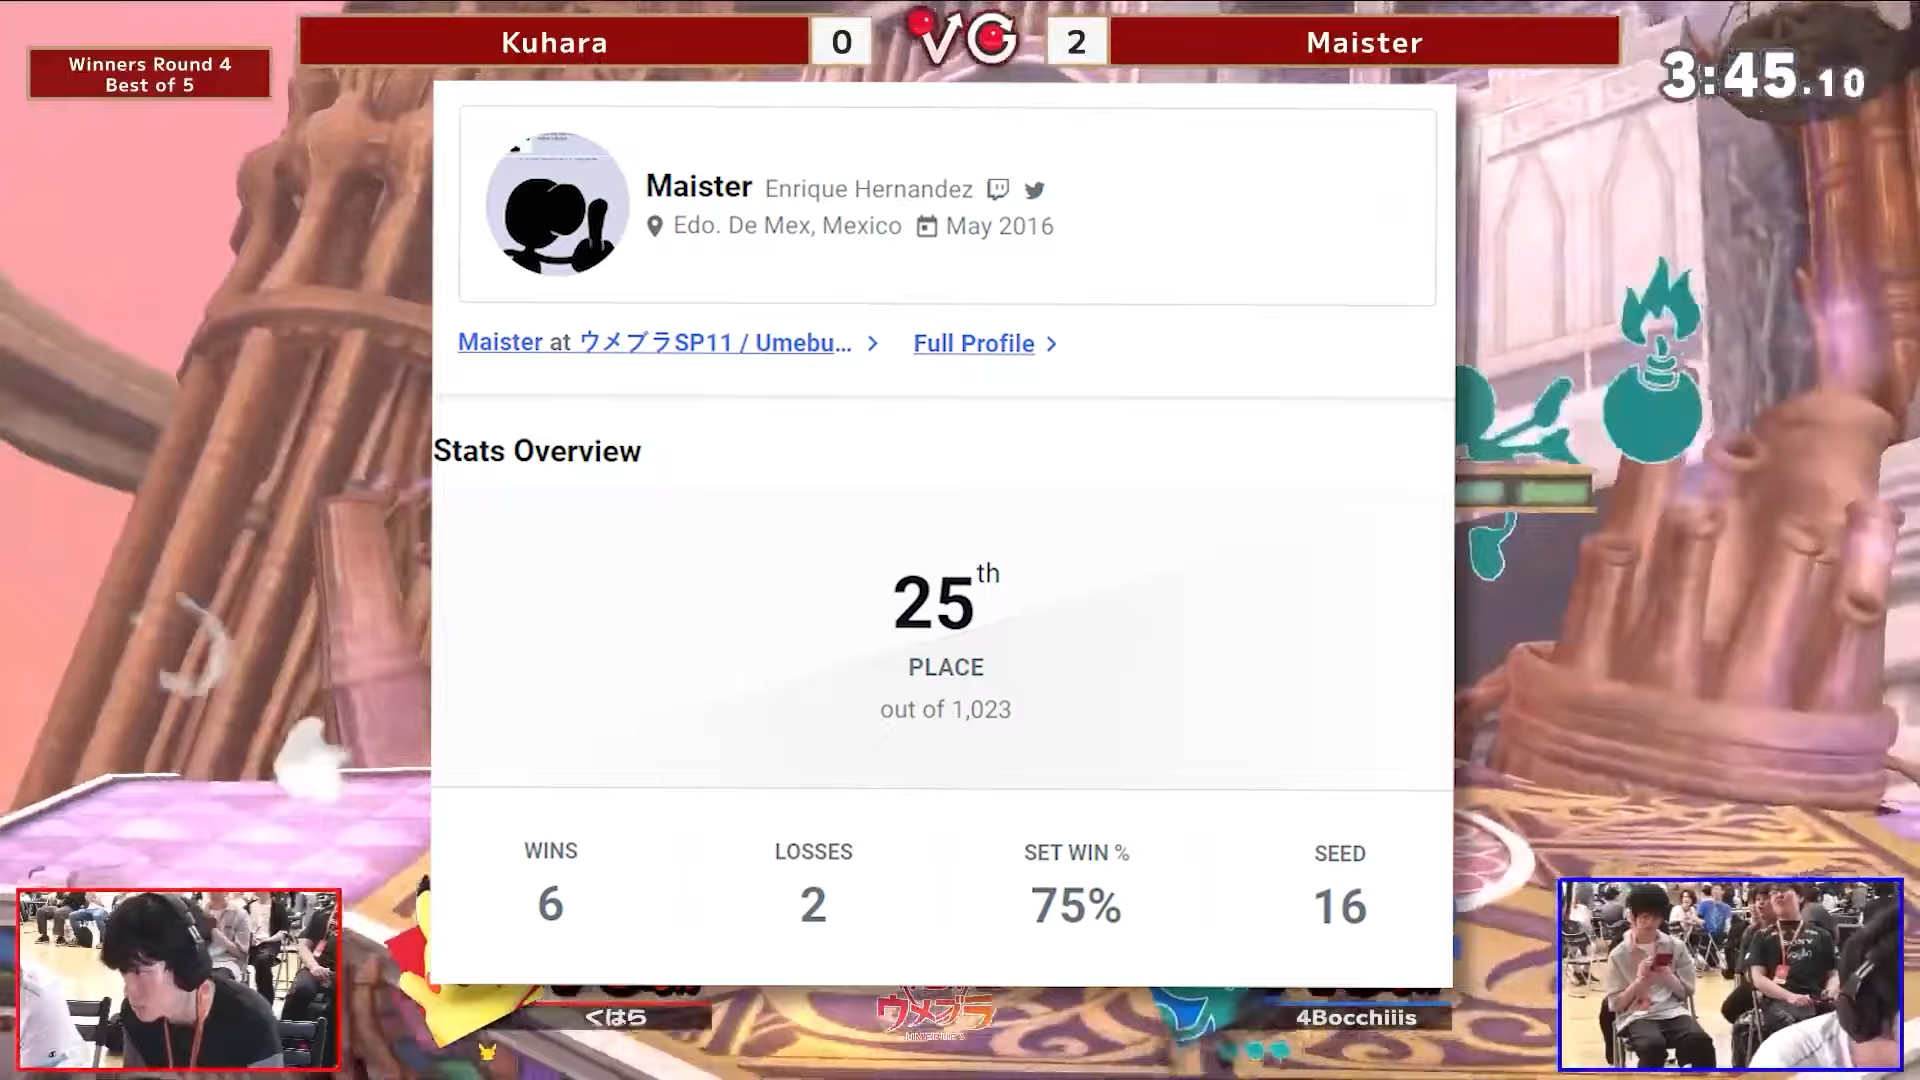 Kuhara
0
VG
2
Maister
Winners Round 4
Best of 5
3:45.10
Maister Enrique Hernandez
Edo. De Mex, Mexico May 2016
Maister at ウメブラSP11 / Umebu... >
Full Profile >
Stats Overview
25th
PLACE
out of 1,023
WINS
LOSSES
SET WIN %
SEED
6
2
75%
16
SONY
くはら
ウメブラ
4Bocchiiis